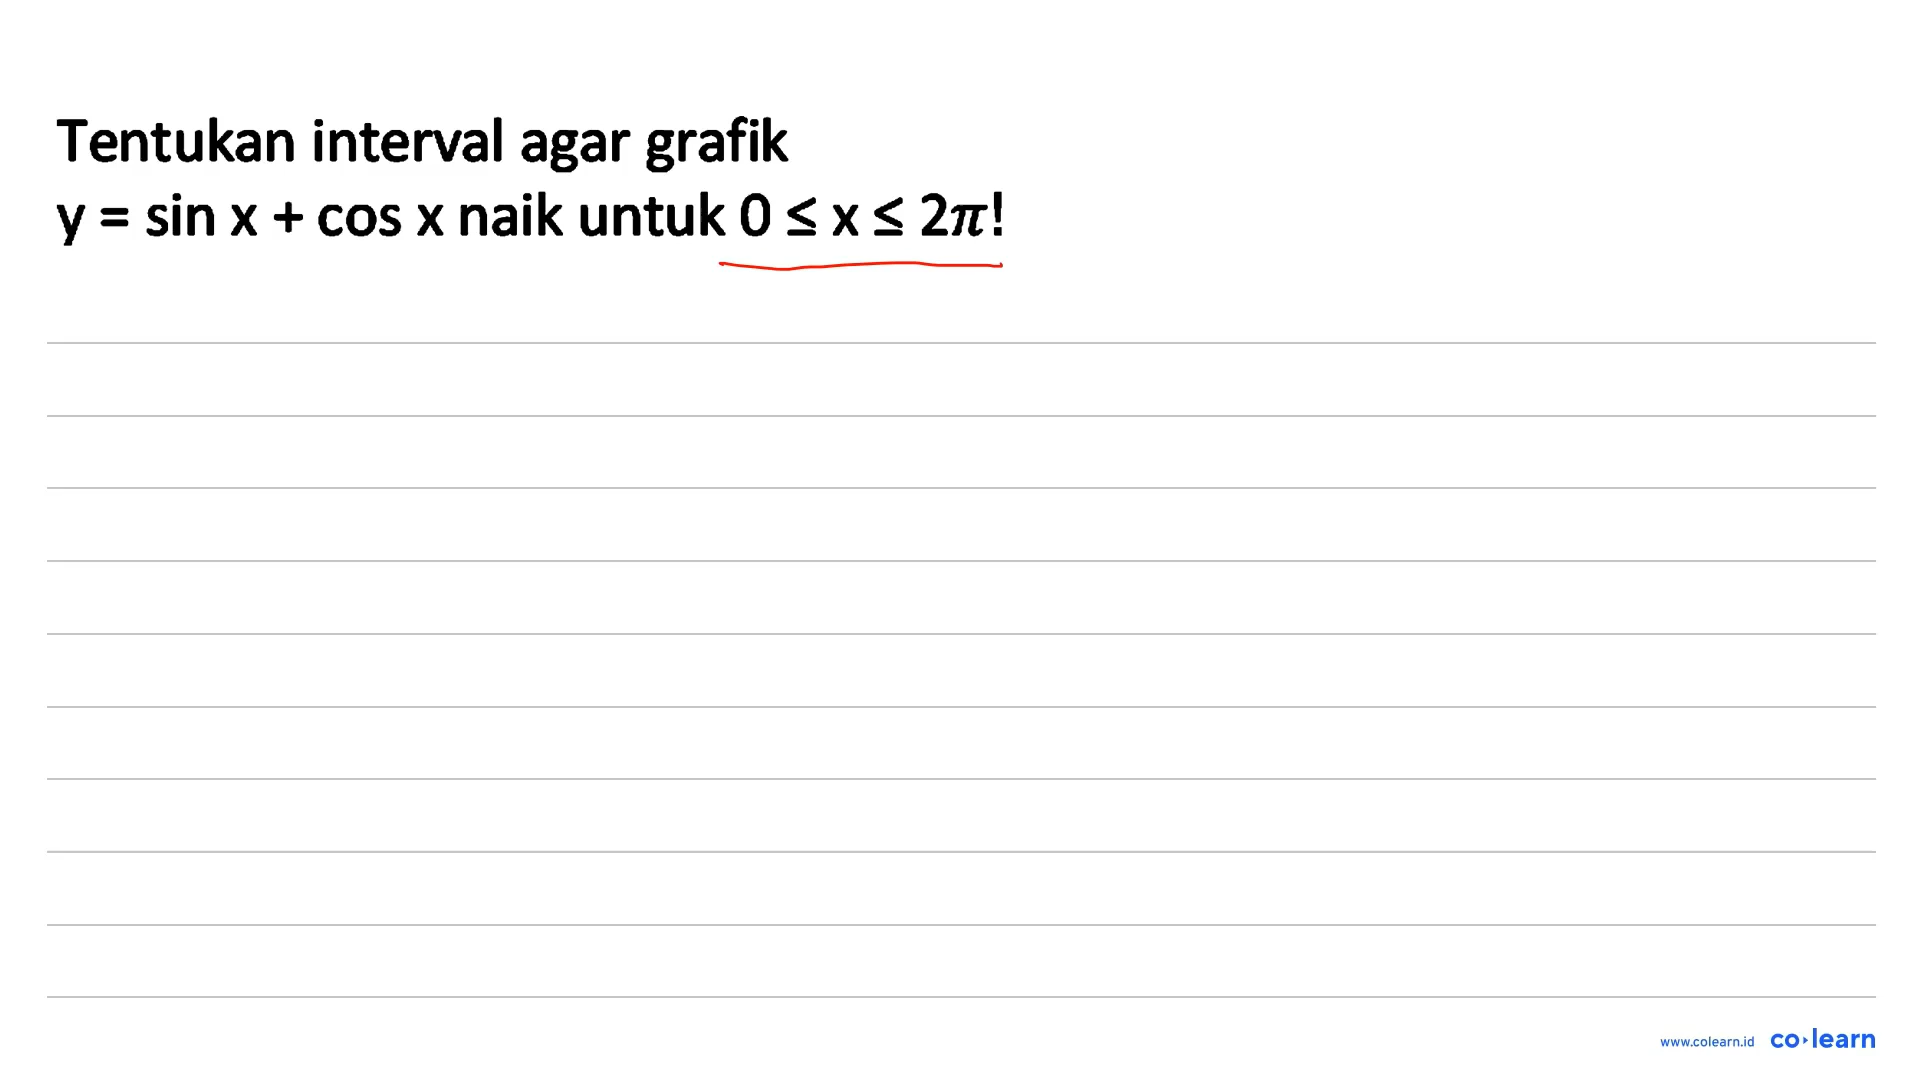 Tentukan interval agar grafik
y = sin x + cos x naik untuk 0 ≤ x ≤ 2𝜋!
www.colearn.id co learn